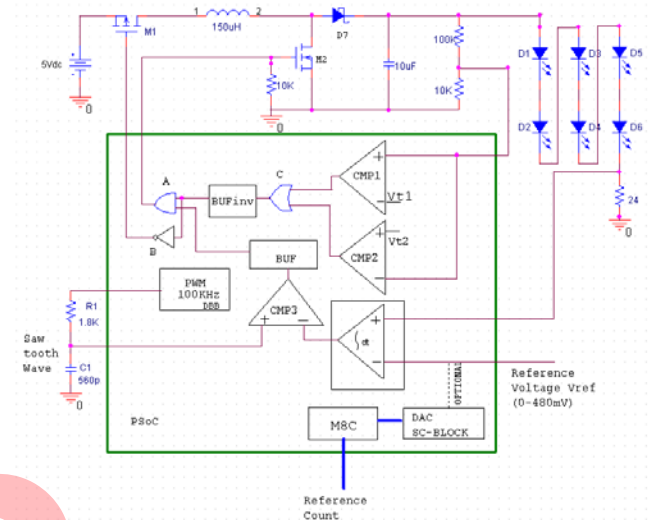 1
150uH
2
M1
D7
5Vdc
0
M2
10K
0
10uF
100k
10K
D1
D3
D5
D2
D4
D6
24
0
A
C
CMP1
+
Vt1
BUFinv
B
Vt2
CMP2
BUF
PWM
100KHz
DBB
CMP3
+
−
+
∫dt
−
R1
1.8K
Saw
tooth
Wave
C1
560p
0
OPTIONAL
Reference
Voltage Vref
(0-480mV)
PSoC
M8C
DAC
SC-BLOCK
Reference
Count